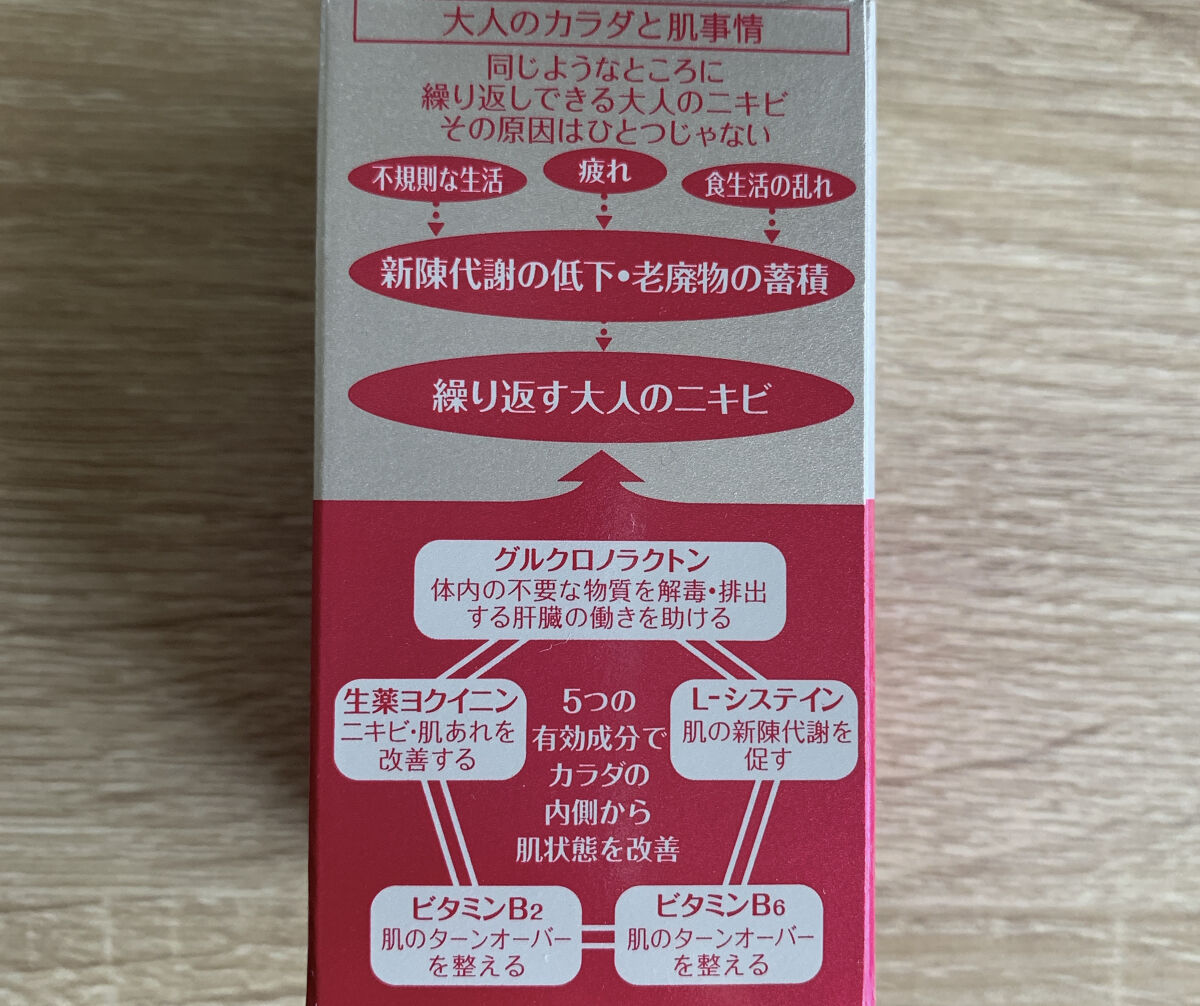 大人のカラダと肌事情
同じようなところに
繰り返しできる大人のニキビ
その原因はひとつじゃない
不規則な生活
疲れ
食生活の乱れ
新陳代謝の低下・老廃物の蓄積
繰り返す大人のニキビ
グルクロノラクトン
体内の不要な物質を解毒・排出
する肝臓の働きを助ける
生薬ヨクイニン
ニキビ・肌あれを
改善する
5つの
有効成分で
カラダの
内側から
肌状態を改善
L-システイン
肌の新陳代謝を
促す
ビタミンB2
肌のターンオーバー
を整える
ビタミンB6
肌のターンオーバー
を整える